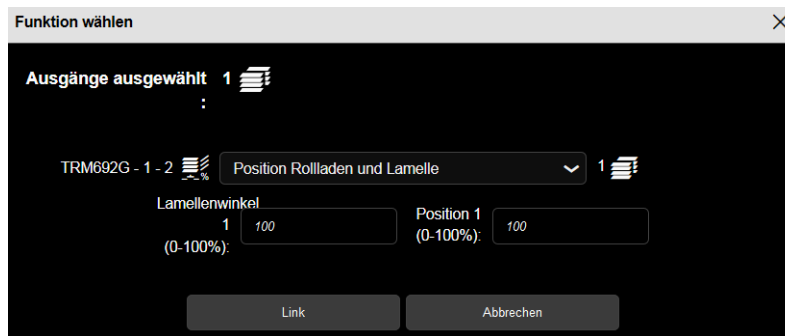 Funktion wählen
Ausgänge ausgewählt 1
:
TRM692G - 1 - 2 % Position Rollladen und Lamelle 1
Lamellenwinkel
1
(0-100%):
100
Position 1
(0-100%):
100
Link Abbrechen